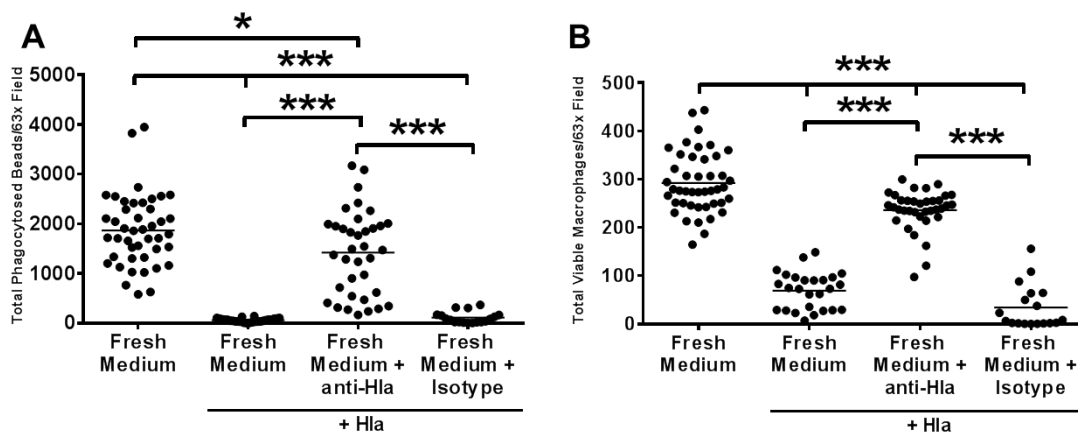 A
*
***
***
***
Total Phagocytosed Beads/63x Field
5000
4000
3000
2000
1000
0
Fresh
Medium
Fresh
Medium
Fresh
Medium +
anti-Hla
Fresh
Medium +
Isotype
+ Hla
B
***
***
***
Total Viable Macrophages/63x Field
500
400
300
200
100
0
Fresh
Medium
Fresh
Medium
Fresh
Medium +
anti-Hla
Fresh
Medium +
Isotype
+ Hla